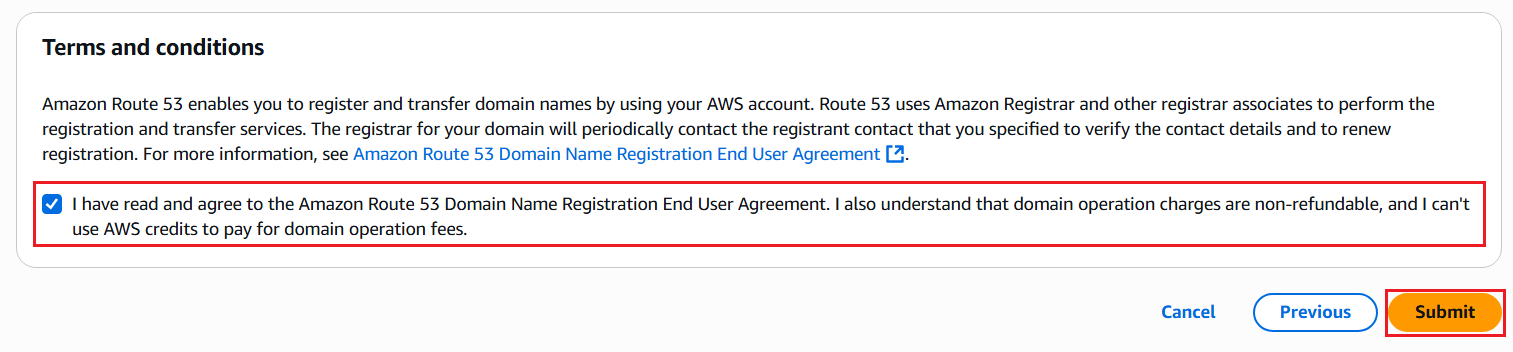 Terms and conditions
Amazon Route 53 enables you to register and transfer domain names by using your AWS account. Route 53 uses Amazon Registrar and other registrar associates to perform the
registration and transfer services. The registrar for your domain will periodically contact the registrant contact that you specified to verify the contact details and to renew
registration. For more information, see Amazon Route 53 Domain Name Registration End User Agreement.
I have read and agree to the Amazon Route 53 Domain Name Registration End User Agreement. I also understand that domain operation charges are non-refundable, and I can't
use AWS credits to pay for domain operation fees.
Cancel Previous Submit